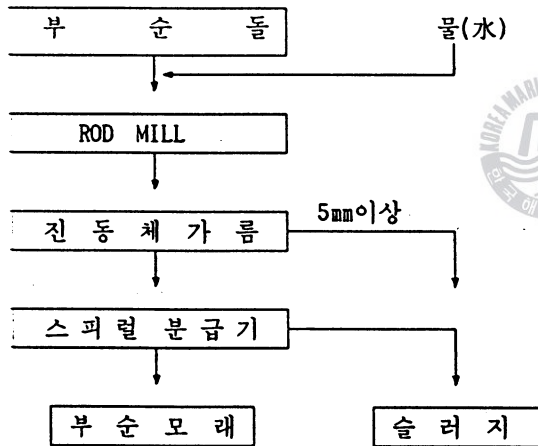 부 순 돌
물(水)
ROD MILL
진 동 체 가 름
5mm이상
스 피 럴 분 급 기
부 순 모 래
슬 러 지